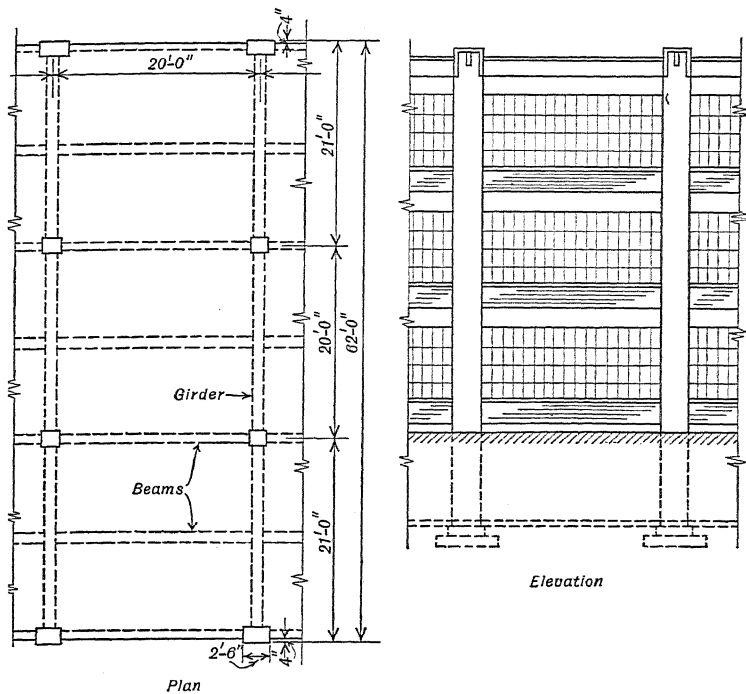 4"
20'-0"
21'-0"
20'-0"
62'-0"
Girder
Beams
21'-0"
2'-6"
4"
Plan
Elevation